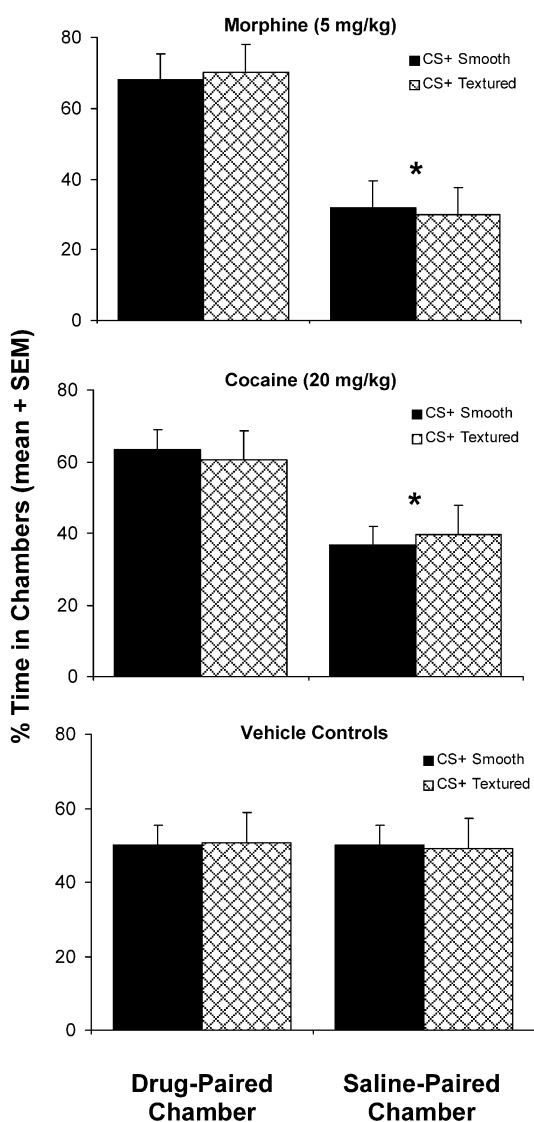 Morphine (5 mg/kg)
80
60
40
20
0
CS+ Smooth
CS+ Textured
*
Cocaine (20 mg/kg)
80
60
40
20
0
CS+ Smooth
CS+ Textured
*
Vehicle Controls
80
60
40
20
0
CS+ Smooth
CS+ Textured
% Time in Chambers (mean + SEM)
Drug-Paired
Chamber
Saline-Paired
Chamber